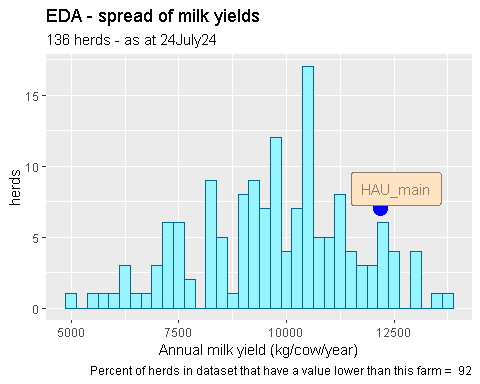 EDA - spread of milk yields
136 herds - as at 24July24
15
10
5
0
herds
HAU_main
5000 7500 10000 12500
Annual milk yield (kg/cow/year)
Percent of herds in dataset that have a value lower than this farm = 92